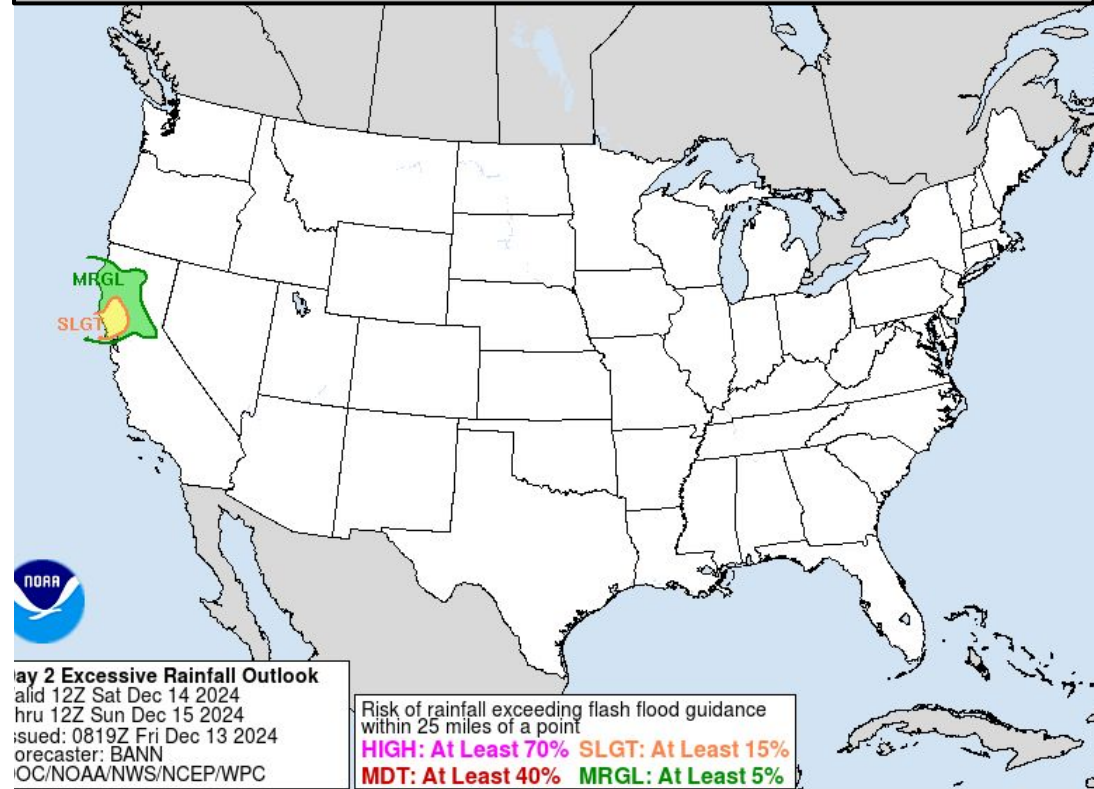 MRGL
SLGT
NOAA
ay 2 Excessive Rainfall Outlook
alid 12Z Sat Dec 14 2024
hru 12Z Sun Dec 15 2024
ssued: 0819Z Fri Dec 13 2024
orecaster: BANN
OC/NOAA/NWS/NCEP/WPC
Risk of rainfall exceeding flash flood guidance
within 25 miles of a point
HIGH: At Least 70% SLGT: At Least 15%
MDT: At Least 40% MRGL: At Least 5%